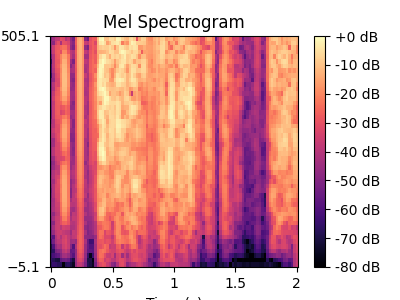 Mel Spectrogram
505.1
−5.1
0
0.5
1
1.5
2
+0 dB
-10 dB
-20 dB
-30 dB
-40 dB
-50 dB
-60 dB
-70 dB
-80 dB